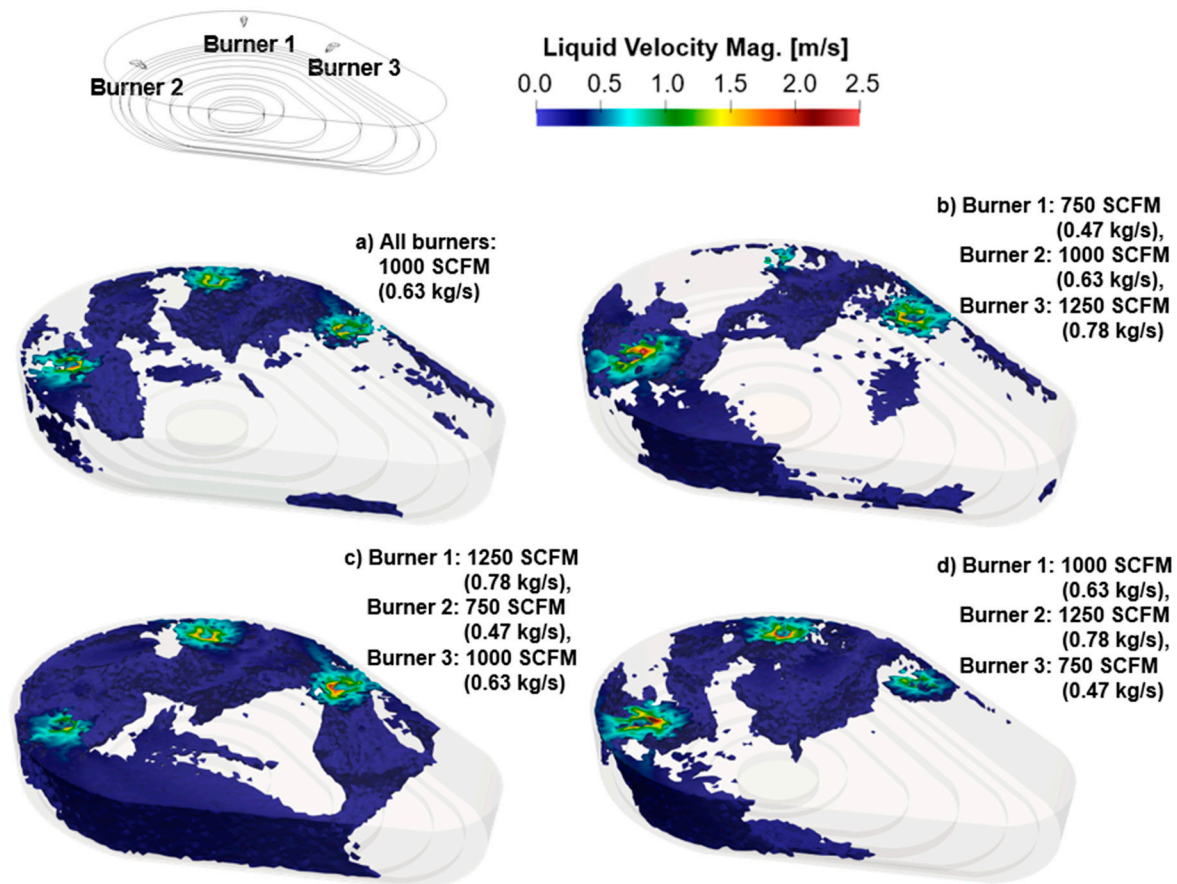 Burner 1
Burner 3
Burner 2
Liquid Velocity Mag. [m/s]
0.0 0.5 1.0 1.5 2.0 2.5
a) All burners:
1000 SCFM
(0.63 kg/s)
b) Burner 1: 750 SCFM
(0.47 kg/s),
Burner 2: 1000 SCFM
(0.63 kg/s),
Burner 3: 1250 SCFM
(0.78 kg/s)
c) Burner 1: 1250 SCFM
(0.78 kg/s),
Burner 2: 750 SCFM
(0.47 kg/s),
Burner 3: 1000 SCFM
(0.63 kg/s)
d) Burner 1: 1000 SCFM
(0.63 kg/s),
Burner 2: 1250 SCFM
(0.78 kg/s),
Burner 3: 750 SCFM
(0.47 kg/s)